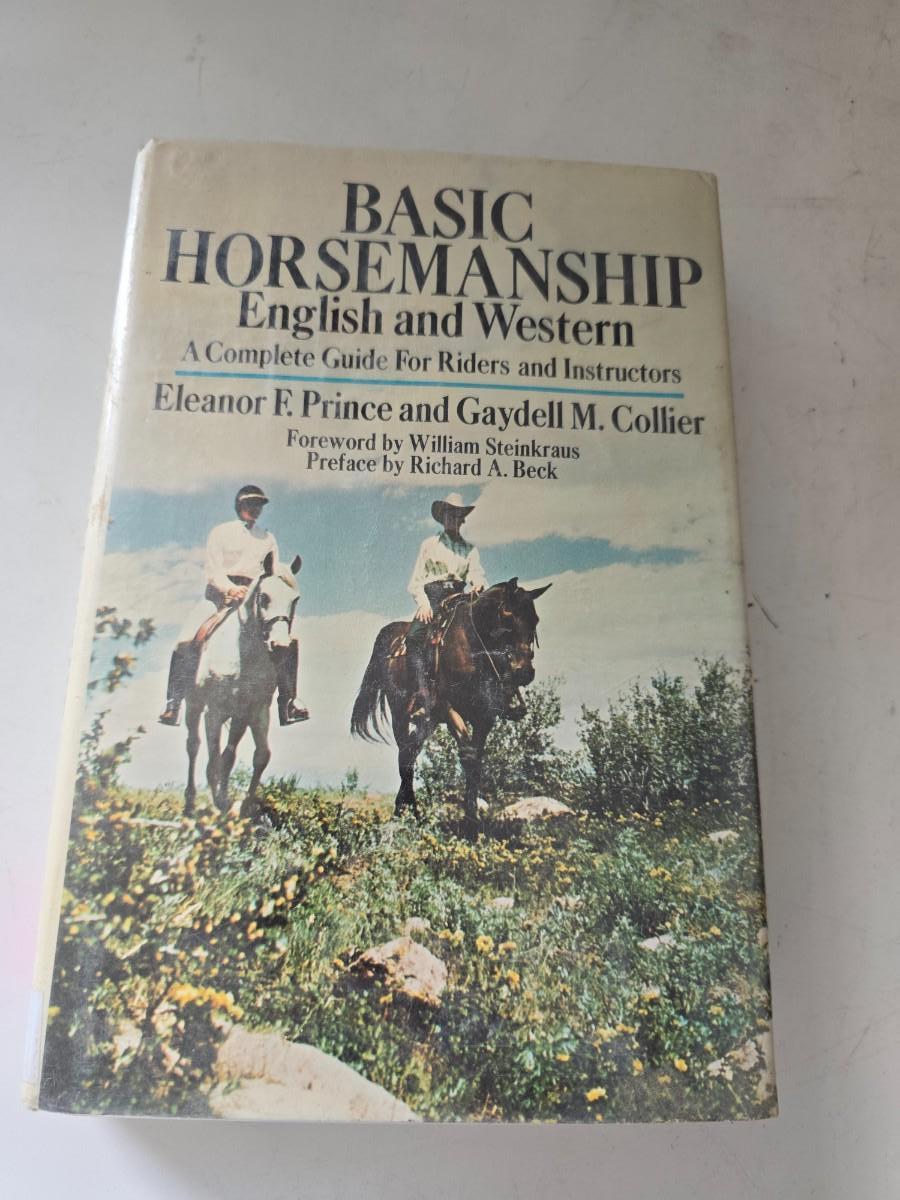 BASIC
HORSEMANSHIP
English and Western
A Complete Guide For Riders and Instructors
Eleanor F. Prince and Gaydell M. Collier
Foreword by William Steinkraus
Preface by Richard A. Beck